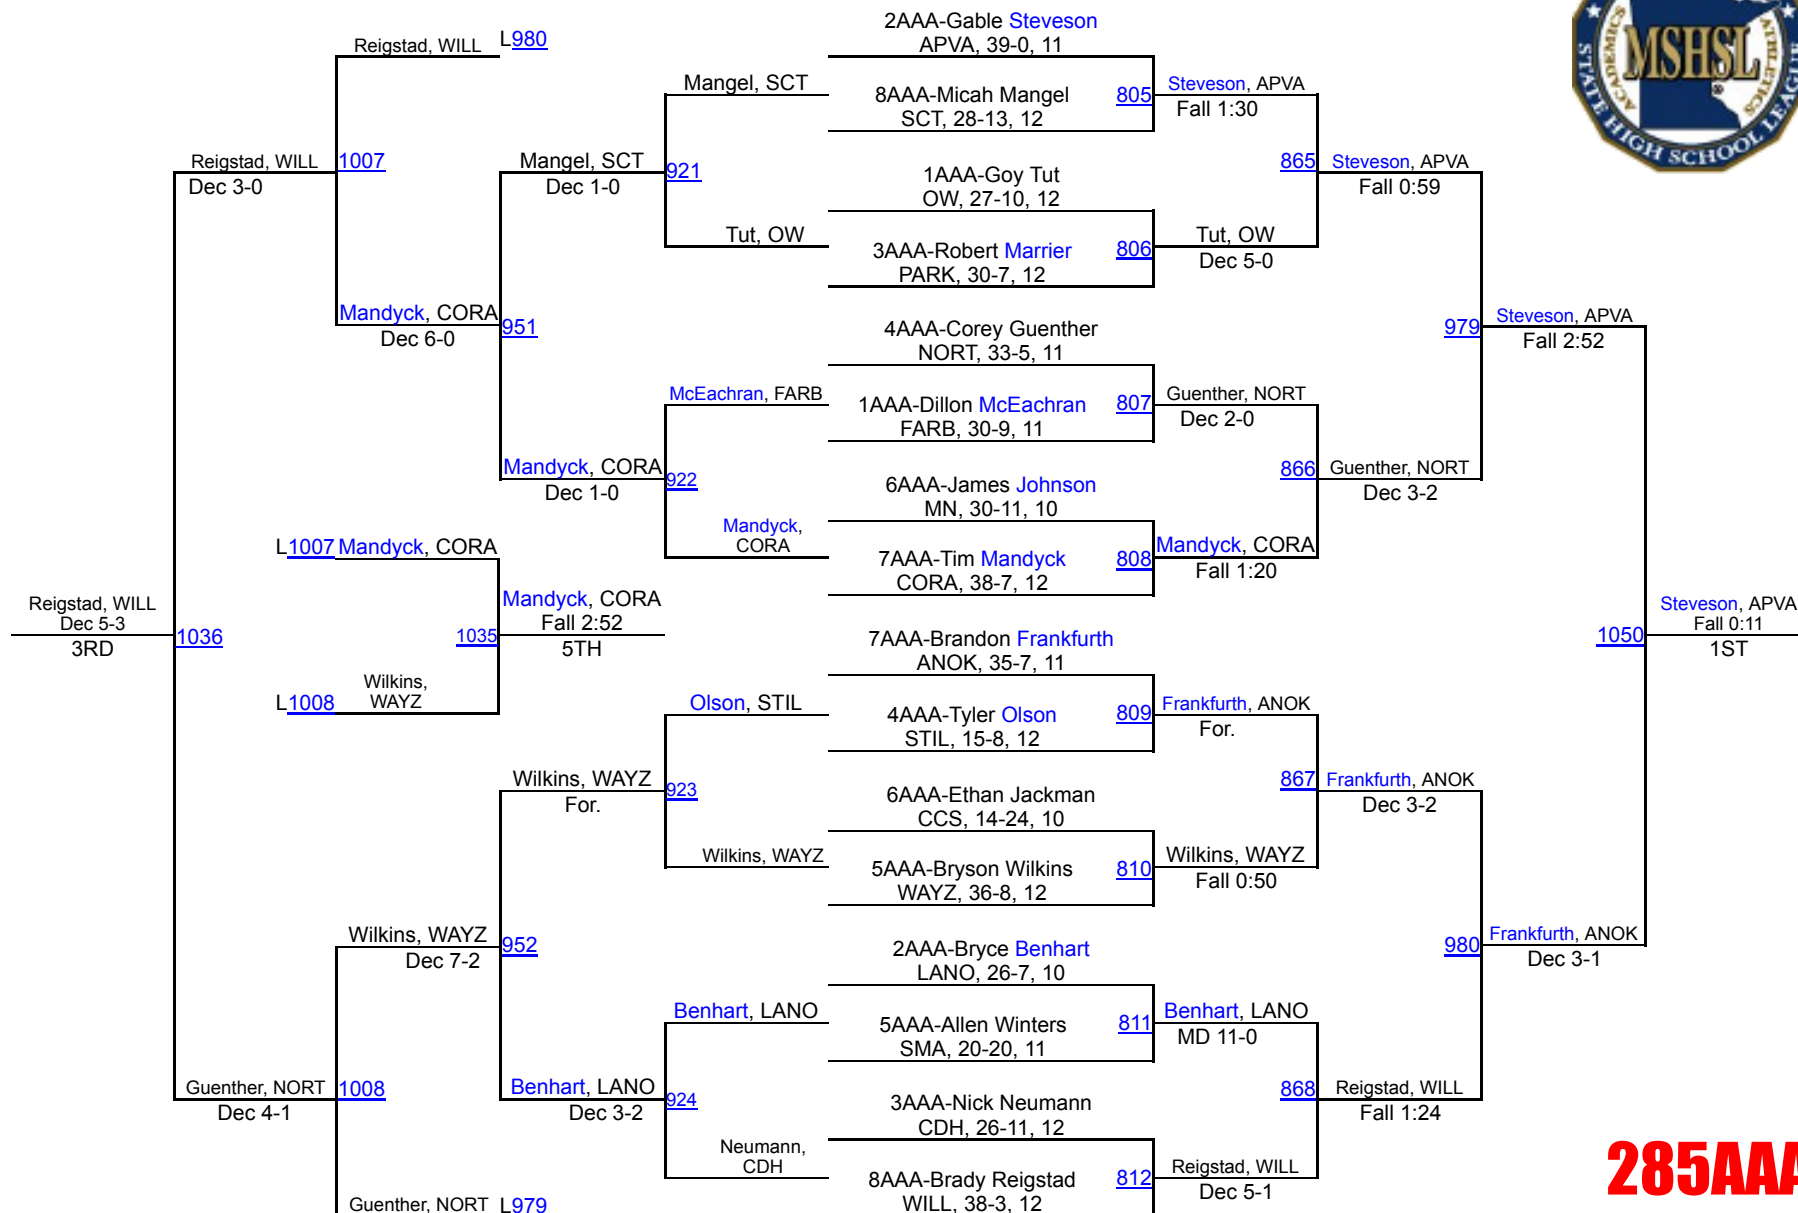 Reigstad, WILL L980
Reigstad, WILL 1007
Dec 3-0
Mandyck, CORA 951
Dec 6-0
Mangel, SCT 921
Dec 1-0
Mangel, SCT
Tut, OW
Mandyck, CORA 922
Dec 1-0
McEachran, FARB
Mandyck,
CORA
L1007 Mandyck, CORA
Mandyck, CORA
1035 Fall 2:52
5TH
L1008 Wilkins,
WAYZ
Reigstad, WILL
Dec 5-3
3RD
1036
Olson, STIL
Wilkins, WAYZ 923
For.
Wilkins, WAYZ
Wilkins, WAYZ 952
Dec 7-2
Benhart, LANO
Benhart, LANO 924
Dec 3-2
Neumann,
CDH
Guenther, NORT 1008
Dec 4-1
Guenther, NORT L979
2AAA-Gable Steveson
APVA, 39-0, 11
8AAA-Micah Mangel 805
SCT, 28-13, 12
1AAA-Goy Tut
OW, 27-10, 12
3AAA-Robert Marrier 806
PARK, 30-7, 12
4AAA-Corey Guenther
NORT, 33-5, 11
1AAA-Dillon McEachran 807
FARB, 30-9, 11
6AAA-James Johnson
MN, 30-11, 10
7AAA-Tim Mandyck 808
CORA, 38-7, 12
7AAA-Brandon Frankfurth
ANOK, 35-7, 11
4AAA-Tyler Olson 809
STIL, 15-8, 12
6AAA-Ethan Jackman
CCS, 14-24, 10
5AAA-Bryson Wilkins 810
WAYZ, 36-8, 12
2AAA-Bryce Benhart
LANO, 26-7, 10
5AAA-Allen Winters 811
SMA, 20-20, 11
3AAA-Nick Neumann
CDH, 26-11, 12
8AAA-Brady Reigstad 812
WILL, 38-3, 12
Steveson, APVA
Fall 1:30
Tut, OW
Dec 5-0
Guenther, NORT
Dec 2-0
Mandyck, CORA
Fall 1:20
Frankfurth, ANOK
For.
Wilkins, WAYZ
Fall 0:50
Benhart, LANO
MD 11-0
Reigstad, WILL
Dec 5-1
865 Steveson, APVA
Fall 0:59
866 Guenther, NORT
Dec 3-2
867 Frankfurth, ANOK
Dec 3-2
868 Reigstad, WILL
Fall 1:24
979 Steveson, APVA
Fall 2:52
980 Frankfurth, ANOK
Dec 3-1
1050 Steveson, APVA
Fall 0:11
1ST
ACADEMICS
MSHSL
ATHLETICS
STATE HIGH SCHOOL LEAGUE
285AAA